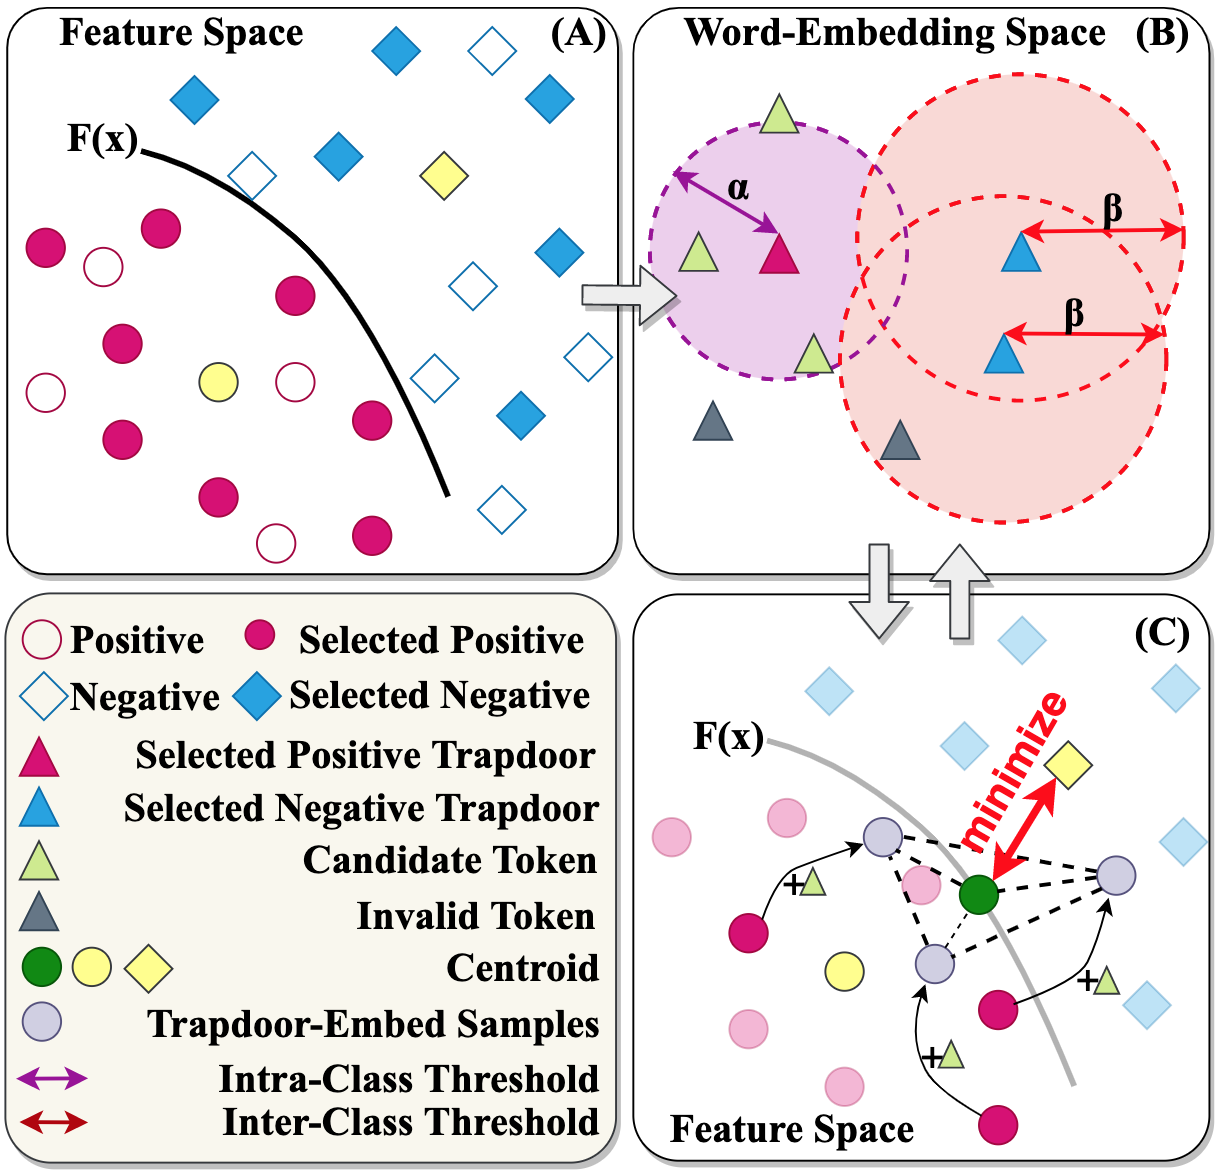 Feature Space (A)
F(x)
Word-Embedding Space (B)
α
β
β
Positive Selected Positive
Negative Selected Negative
Selected Positive Trapdoor
Selected Negative Trapdoor
Candidate Token
Invalid Token
Centroid
Trapdoor-Embed Samples
Intra-Class Threshold
Inter-Class Threshold
(C)
F(x)
minimize
+
+
+
Feature Space